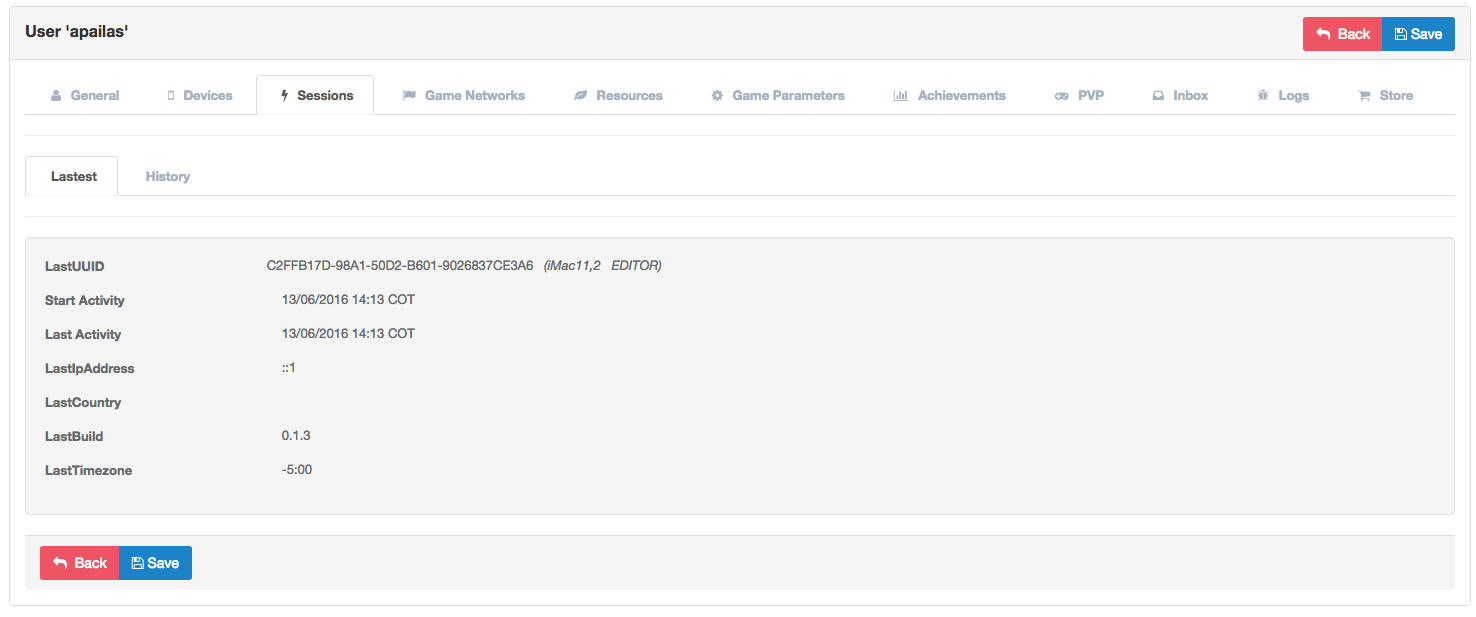 User 'apailas'
Back Save
General Devices Sessions Game Networks Resources Game Parameters Achievements PVP Inbox Logs Store
Lastest History
LastUUID C2FFB17D-98A1-50D2-B601-9026837CE3A6 (iMac11,2 EDITOR)
Start Activity 13/06/2016 14:13 COT
Last Activity 13/06/2016 14:13 COT
LastIpAddress ::1
LastCountry
LastBuild 0.1.3
LastTimezone -5:00
Back Save